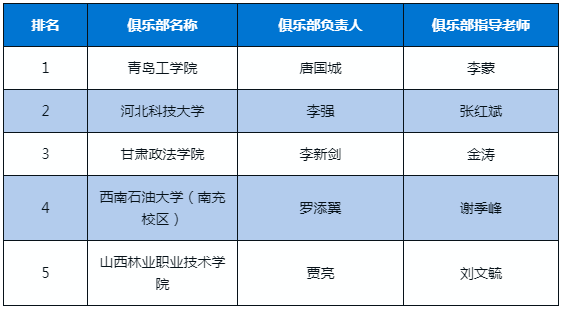 排名 俱乐部名称 俱乐部负责人 俱乐部指导老师
1 青岛工学院 唐国城 李蒙
2 河北科技大学 李强 张红斌
3 甘肃政法学院 李新剑 金涛
4 西南石油大学（南充校区） 罗添翼 谢季峰
5 山西林业职业技术学院 贾亮 刘文毓